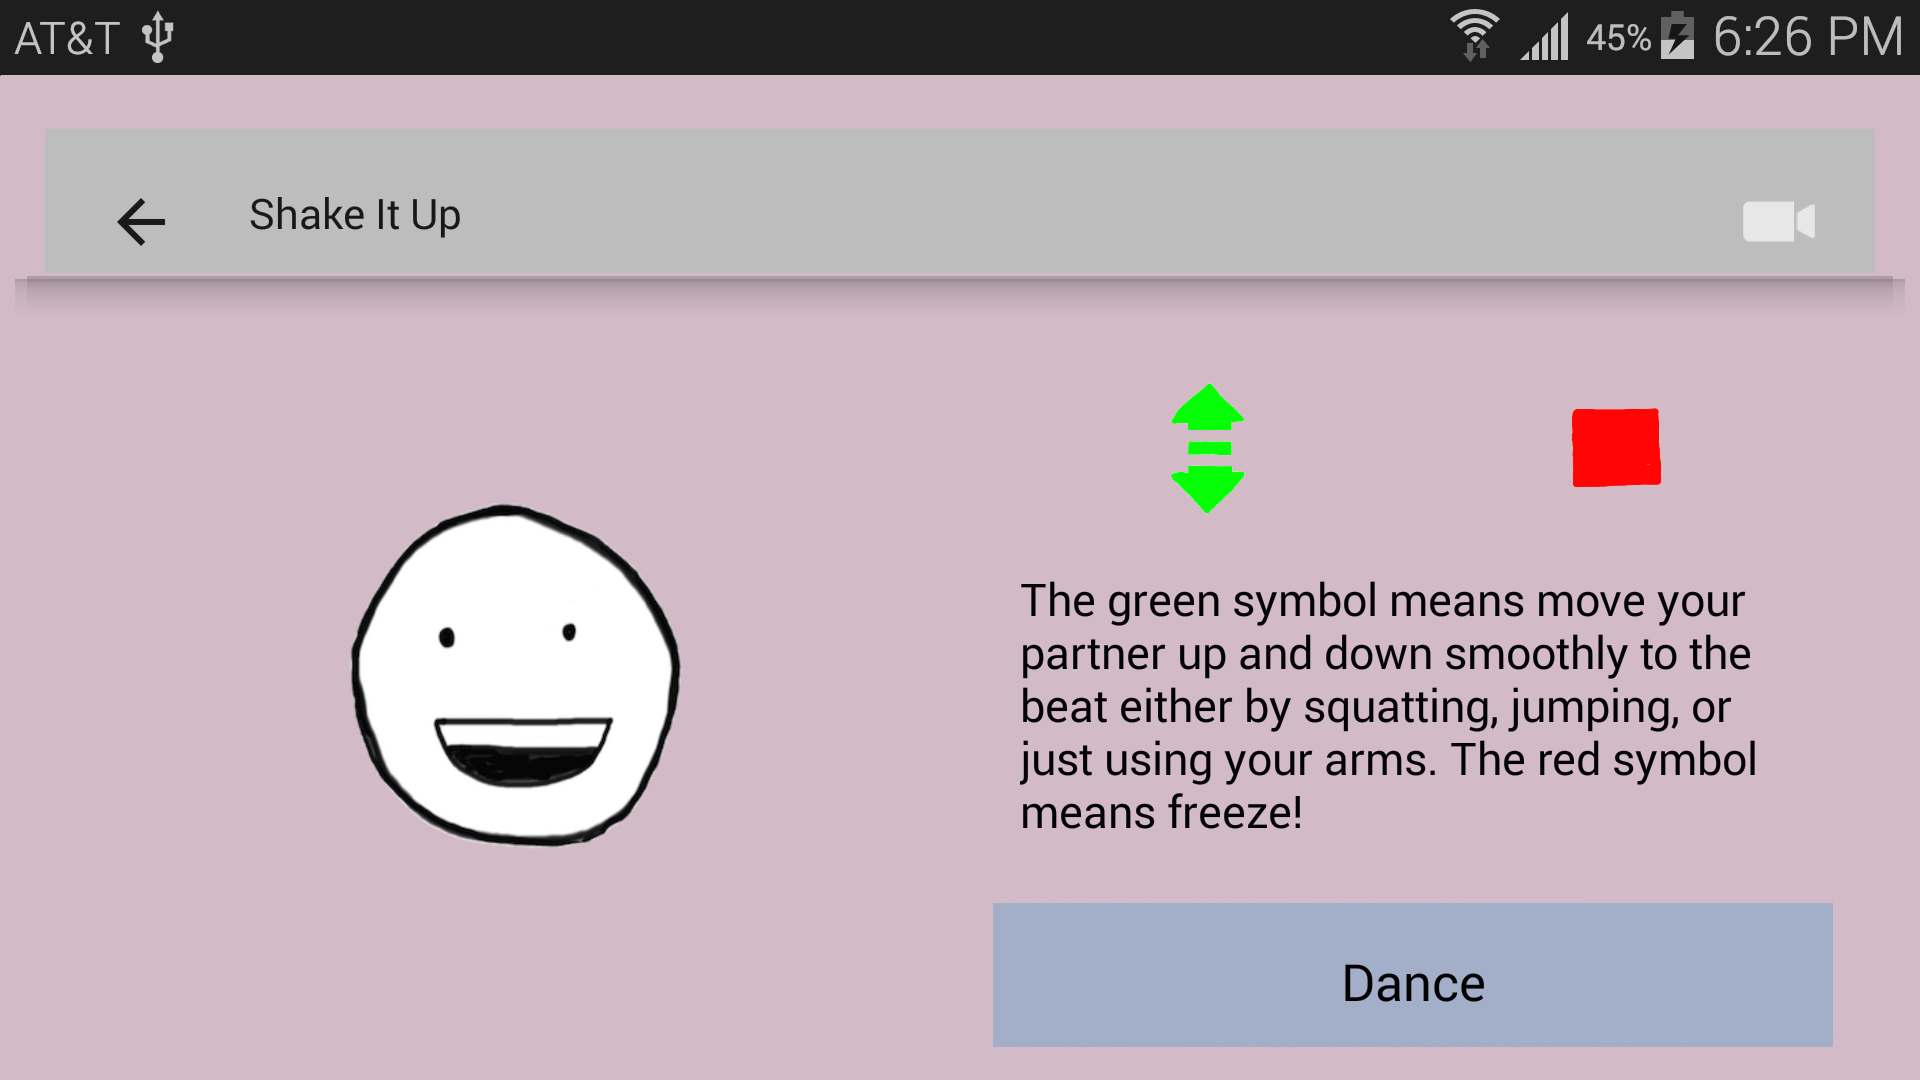 AT&T 45% 6:26 PM
Shake It Up
The green symbol means move your
partner up and down smoothly to the
beat either by squatting, jumping, or
just using your arms. The red symbol
means freeze!
Dance